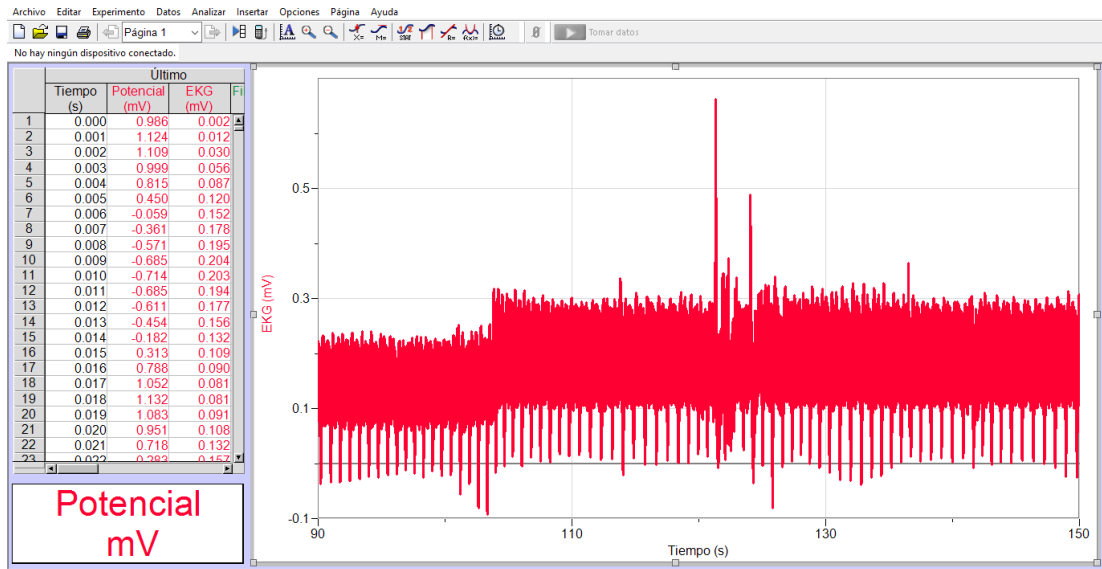 Archivo Editar Experimento Datos Analizar Insertar Opciones Página Ayuda
Página 1 Tomar datos
No hay ningún dispositivo conectado.
Último
Tiempo Potencial EKG Fi
(s) (mV) (mV)
1 0.000 0.986 0.002
2 0.001 1.124 0.012
3 0.002 1.109 0.030
4 0.003 0.999 0.056
5 0.004 0.815 0.087
6 0.005 0.450 0.120
7 0.006 -0.059 0.152
8 0.007 -0.361 0.178
9 0.008 -0.571 0.195
10 0.009 -0.685 0.204
11 0.010 -0.714 0.203
12 0.011 -0.685 0.194
13 0.012 -0.611 0.177
14 0.013 -0.454 0.156
15 0.014 -0.182 0.132
16 0.015 0.313 0.109
17 0.016 0.788 0.090
18 0.017 1.052 0.081
19 0.018 1.132 0.081
20 0.019 1.083 0.091
21 0.020 0.951 0.108
22 0.021 0.718 0.132
23 0.022 0.283 0.157
Potencial
mV
EKG (mV)
0.5
0.3
0.1
-0.1
90 110 130 150
Tiempo (s)